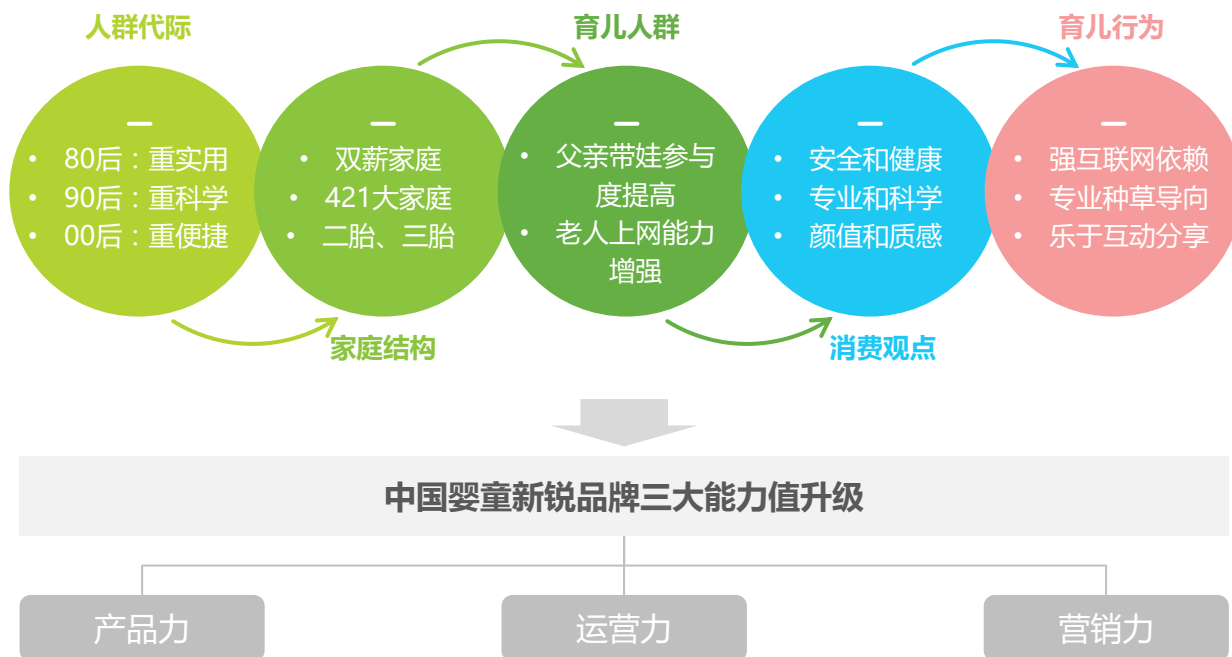 人群代际
育儿人群
育儿行为
• 80后：重实用
• 90后：重科学
• 00后：重便捷
• 双薪家庭
• 421大家庭
• 二胎、三胎
• 父亲带娃参与
度提高
• 老人上网能力
增强
• 安全和健康
• 专业和科学
• 颜值和质感
• 强互联网依赖
• 专业种草导向
• 乐于互动分享
家庭结构
消费观点
中国婴童新锐品牌三大能力值升级
产品力
运营力
营销力